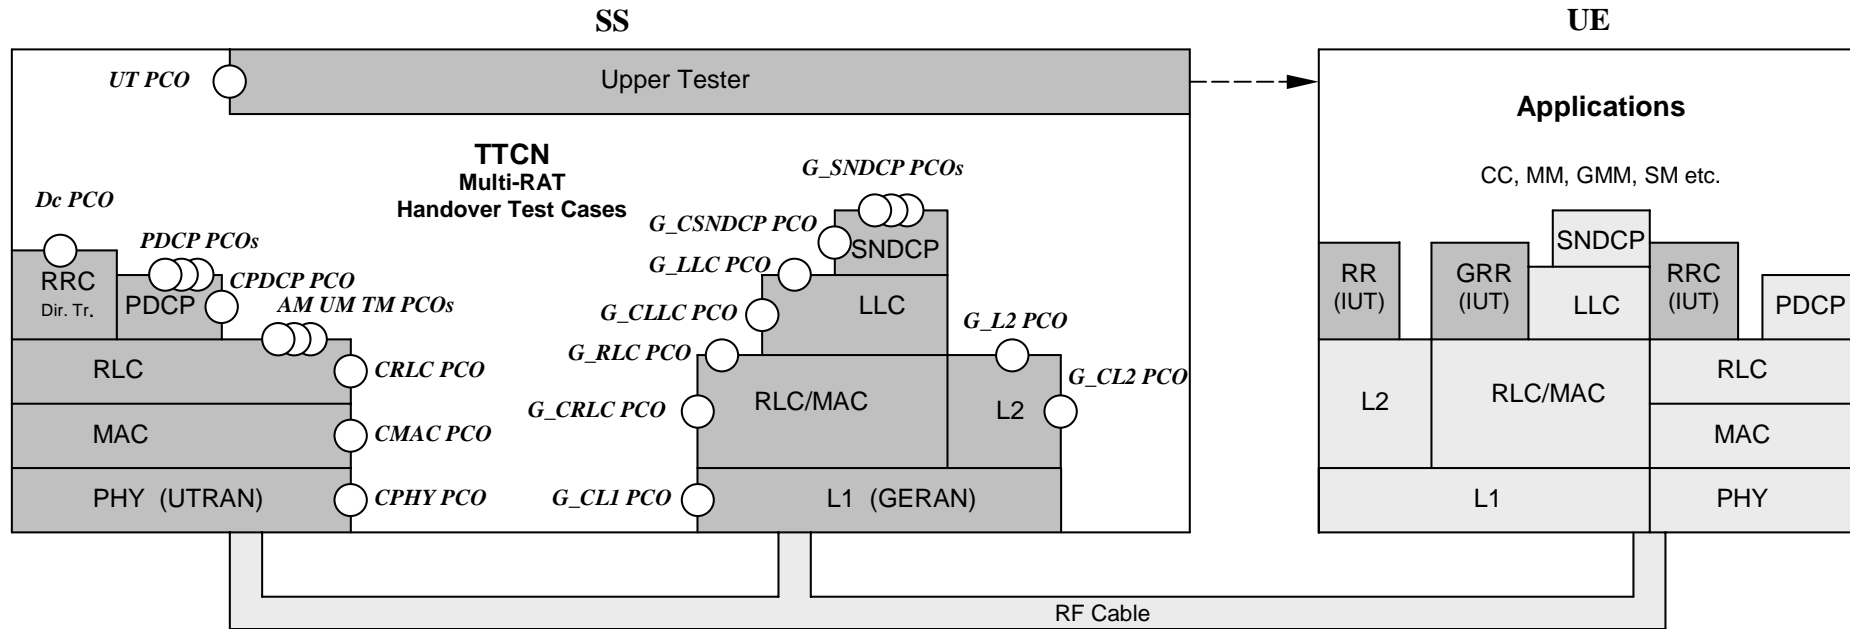 SS
UE
UT PCO
Upper Tester
Applications
TTCN
Multi-RAT
Handover Test Cases
G_SNDCP PCOs
CC, MM, GMM, SM etc.
Dc PCO
G_CSNDCP PCO
SNDCP
SNDCP
PDCP PCOs
G_LLC PCO
CPDCP PCO
RRC
Dir. Tr.
PDCP
AM UM TM PCOs
G_CLLC PCO
LLC
G_L2 PCO
RR
(IUT)
GRR
(IUT)
LLC
RRC
(IUT)
PDCP
G_RLC PCO
RLC
CRLC PCO
G_CL2 PCO
RLC
G_CRLC PCO
RLC/MAC
L2
L2
RLC/MAC
MAC
CMAC PCO
MAC
PHY (UTRAN)
CPHY PCO
G_CL1 PCO
L1 (GERAN)
L1
PHY
RF Cable